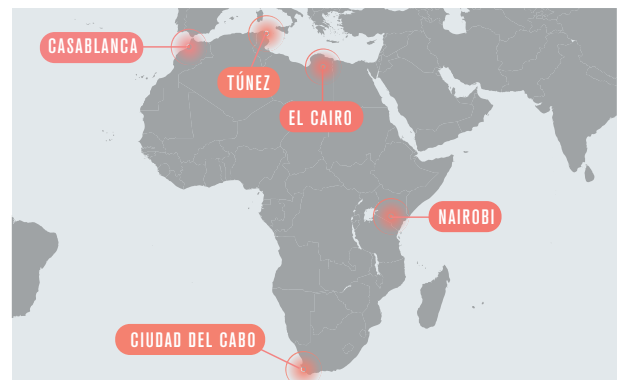 CASABLANCA
TÚNEZ
EL CAIRO
NAIROBI
CIUDAD DEL CABO